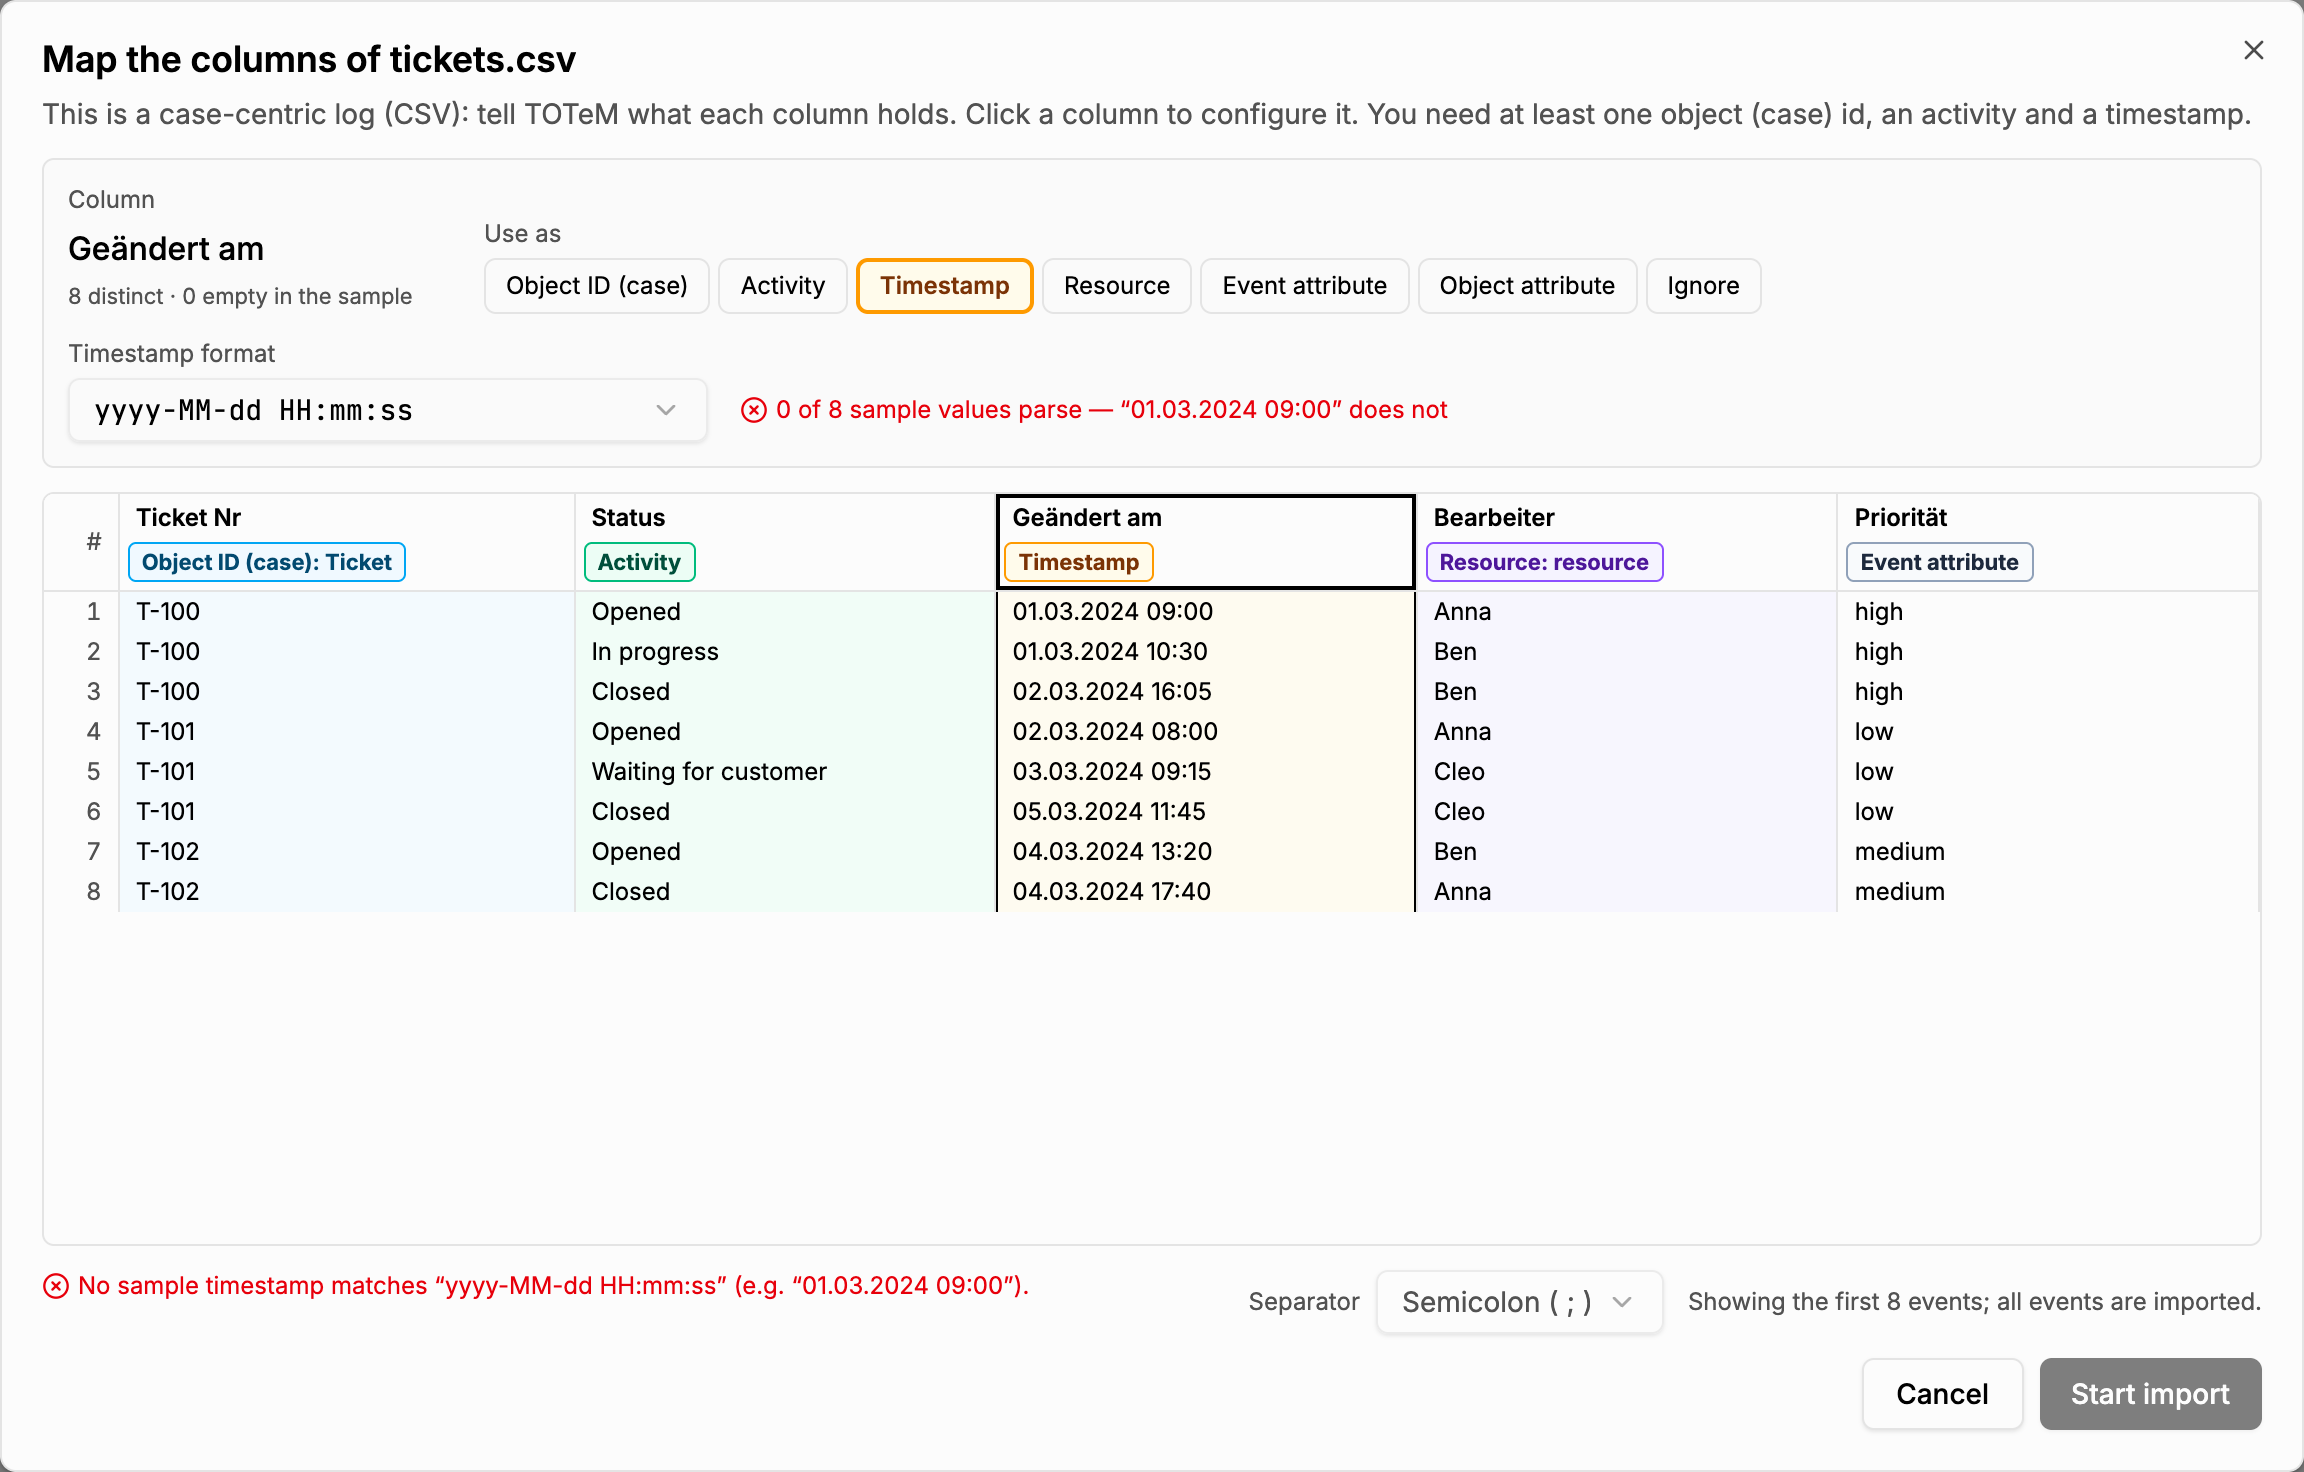 Map the columns of tickets.csv
This is a case-centric log (CSV): tell TOTeM what each column holds. Click a column to configure it. You need at least one object (case) id, an activity and a timestamp.
Column
Geändert am
8 distinct · 0 empty in the sample
Use as
Object ID (case) Activity Timestamp Resource Event attribute Object attribute Ignore
Timestamp format
yyyy-MM-dd HH:mm:ss
0 of 8 sample values parse — “01.03.2024 09:00” does not
# Ticket Nr Status Geändert am Bearbeiter Priorität
Object ID (case): Ticket Activity Timestamp Resource: resource Event attribute
1 T-100 Opened 01.03.2024 09:00 Anna high
2 T-100 In progress 01.03.2024 10:30 Ben high
3 T-100 Closed 02.03.2024 16:05 Ben high
4 T-101 Opened 02.03.2024 08:00 Anna low
5 T-101 Waiting for customer 03.03.2024 09:15 Cleo low
6 T-101 Closed 05.03.2024 11:45 Cleo low
7 T-102 Opened 04.03.2024 13:20 Ben medium
8 T-102 Closed 04.03.2024 17:40 Anna medium
No sample timestamp matches “yyyy-MM-dd HH:mm:ss” (e.g. “01.03.2024 09:00”).
Separator Semicolon ( ; ) Showing the first 8 events; all events are imported.
Cancel Start import